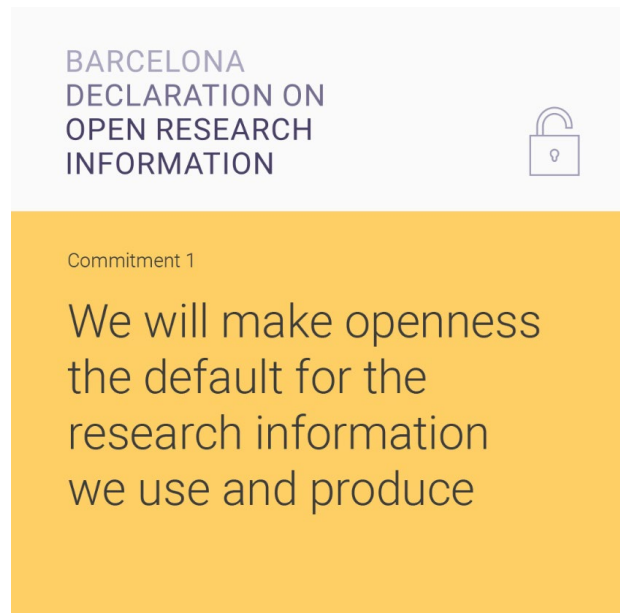 BARCELONA
DECLARATION ON
OPEN RESEARCH
INFORMATION
Commitment 1
We will make openness
the default for the
research information
we use and produce